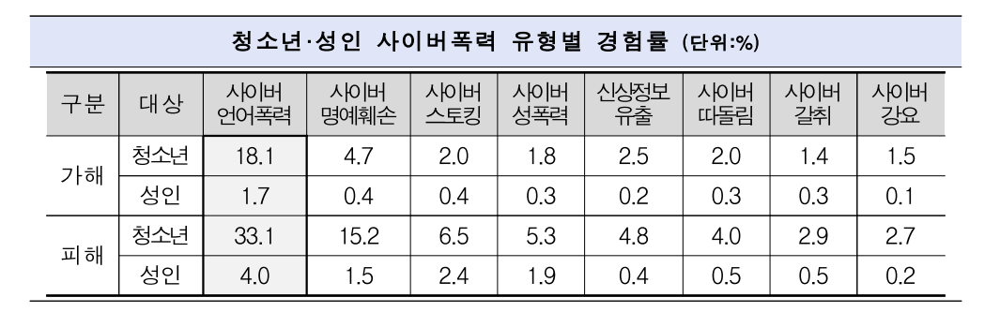 청소년·성인 사이버폭력 유형별 경험률 (단위:%)
구분 대상 사이버 언어폭력 사이버 명예훼손 사이버 스토킹 사이버 성폭력 신상정보 유출 사이버 따돌림 사이버 갈취 사이버 강요
가해 청소년 18.1 4.7 2.0 1.8 2.5 2.0 1.4 1.5
성인 1.7 0.4 0.4 0.3 0.2 0.3 0.3 0.1
피해 청소년 33.1 15.2 6.5 5.3 4.8 4.0 2.9 2.7
성인 4.0 1.5 2.4 1.9 0.4 0.5 0.5 0.2